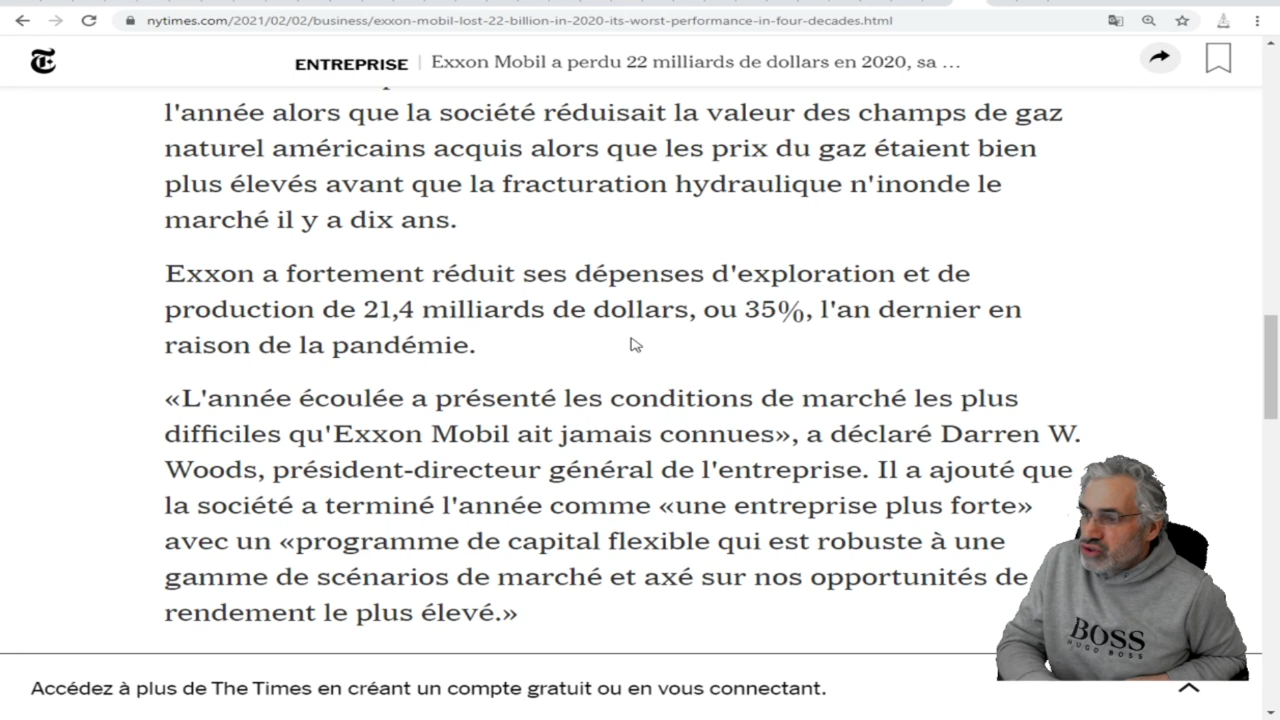 nytimes.com/2021/02/02/business/exxon-mobil-lost-22-billion-in-2020-its-worst-performance-in-four-decades.html
ENTREPRISE | Exxon Mobil a perdu 22 milliards de dollars en 2020, sa ...
l'année alors que la société réduisait la valeur des champs de gaz
naturel américains acquis alors que les prix du gaz étaient bien
plus élevés avant que la fracturation hydraulique n'inonde le
marché il y a dix ans.
Exxon a fortement réduit ses dépenses d'exploration et de
production de 21,4 milliards de dollars, ou 35%, l'an dernier en
raison de la pandémie.
«L'année écoulée a présenté les conditions de marché les plus
difficiles qu'Exxon Mobil ait jamais connues», a déclaré Darren W.
Woods, président-directeur général de l'entreprise. Il a ajouté que
la société a terminé l'année comme «une entreprise plus forte»
avec un «programme de capital flexible qui est robuste à une
gamme de scénarios de marché et axé sur nos opportunités de
rendement le plus élevé.»
BOSS
HUGO BOSS
Accédez à plus de The Times en créant un compte gratuit ou en vous connectant.